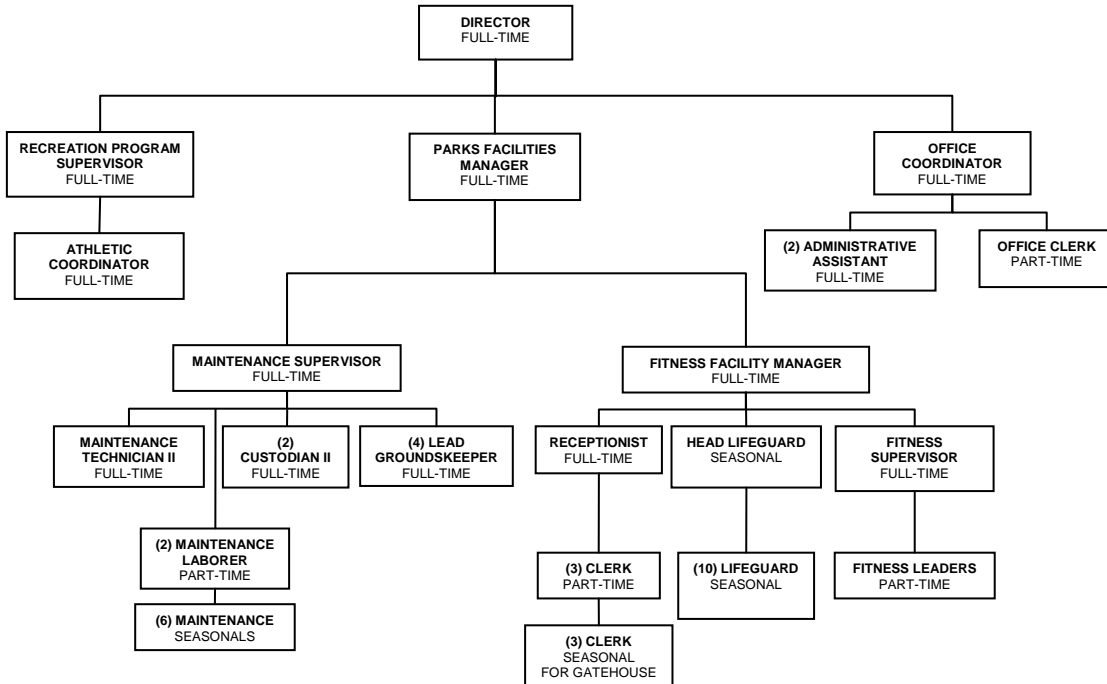 DIRECTOR
FULL-TIME
RECREATION PROGRAM
SUPERVISOR
FULL-TIME
PARKS FACILITIES
MANAGER
FULL-TIME
OFFICE
COORDINATOR
FULL-TIME
ATHLETIC
COORDINATOR
FULL-TIME
(2) ADMINISTRATIVE
ASSISTANT
FULL-TIME
OFFICE CLERK
PART-TIME
MAINTENANCE SUPERVISOR
FULL-TIME
FITNESS FACILITY MANAGER
FULL-TIME
MAINTENANCE
TECHNICIAN II
FULL-TIME
(2)
CUSTODIAN II
FULL-TIME
(4) LEAD
GROUNDSKEEPER
FULL-TIME
RECEPTIONIST
FULL-TIME
HEAD LIFEGUARD
SEASONAL
FITNESS
SUPERVISOR
FULL-TIME
(2) MAINTENANCE
LABORER
PART-TIME
(3) CLERK
PART-TIME
(10) LIFEGUARD
SEASONAL
FITNESS LEADERS
PART-TIME
(6) MAINTENANCE
SEASONALS
(3) CLERK
SEASONAL
FOR GATEHOUSE